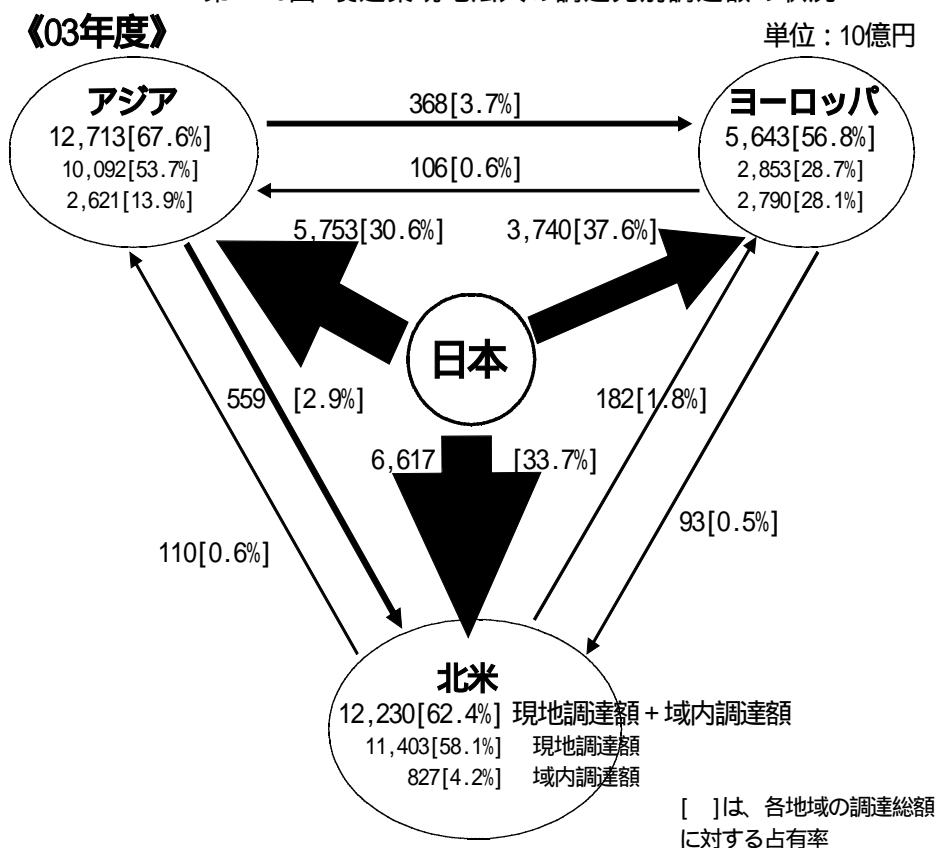 《03年度》
単位：10億円
アジア
12,713[67.6%]
10,092[53.7%]
2,621[13.9%]
368[3.7%]
106[0.6%]
ヨーロッパ
5,643[56.8%]
2,853[28.7%]
2,790[28.1%]
5,753[30.6%]
3,740[37.6%]
日本
559 [2.9%]
182[1.8%]
6,617 [33.7%]
110[0.6%]
93[0.5%]
北米
12,230[62.4%] 現地調達額＋域内調達額
11,403[58.1%] 現地調達額
827[4.2%] 域内調達額
[ ]は、各地域の調達総額
に対する占有率